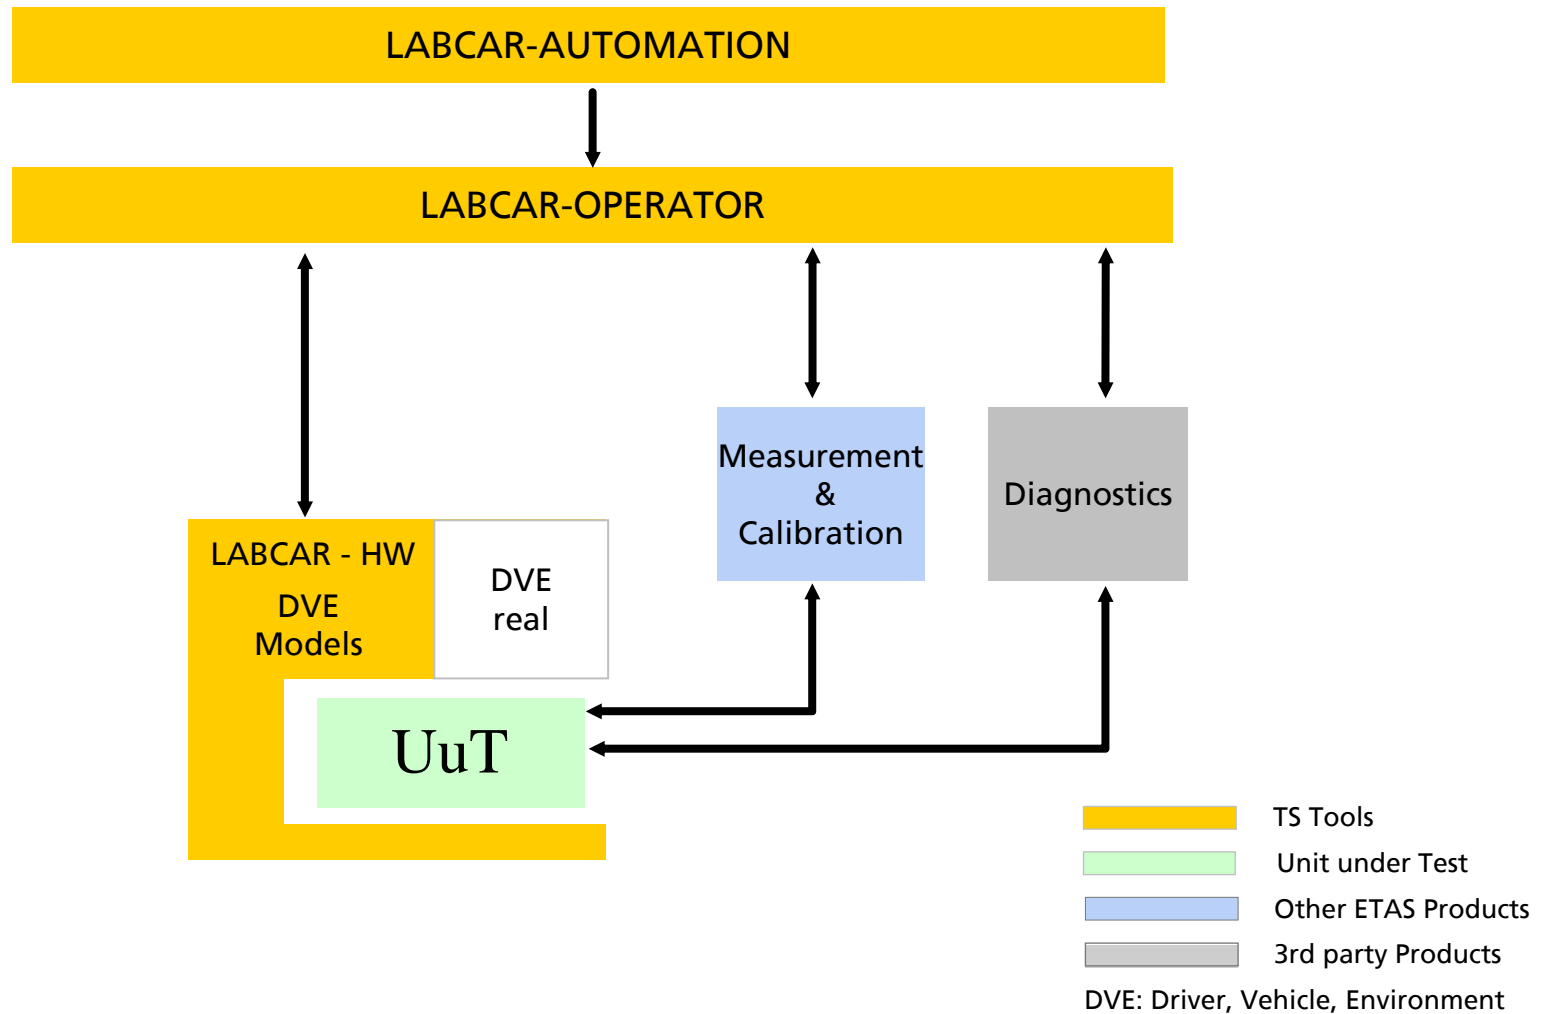 LABCAR-AUTOMATION
LABCAR-OPERATOR
Measurement
&
Calibration
Diagnostics
LABCAR - HW
DVE
Models
DVE
real
UuT
TS Tools
Unit under Test
Other ETAS Products
3rd party Products
DVE: Driver, Vehicle, Environment